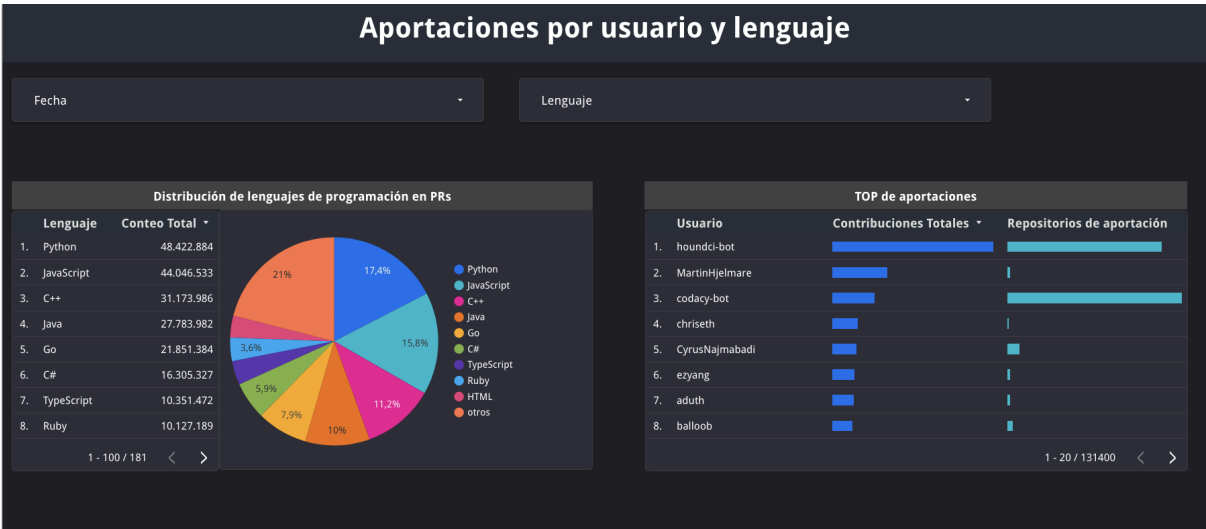 Aportaciones por usuario y lenguaje
Fecha
Lenguaje
Distribución de lenguajes de programación en PRs
Lenguaje Conteo Total
1. Python 48.422.884
2. JavaScript 44.046.533
3. C++ 31.173.986
4. Java 27.783.982
5. Go 21.851.384
6. C# 16.305.327
7. TypeScript 10.351.472
8. Ruby 10.127.189
1 - 100 / 181
17,4%
15,8%
11,2%
10%
7,9%
5,9%
3,6%
21%
Python
JavaScript
C++
Java
Go
C#
TypeScript
Ruby
HTML
otros
TOP de aportaciones
Usuario Contribuciones Totales Repositorios de aportación
1. houndci-bot
2. MartinHjelmare
3. codacy-bot
4. chriseth
5. CyrusNajmabadi
6. ezyang
7. aduth
8. balloob
1 - 20 / 131400